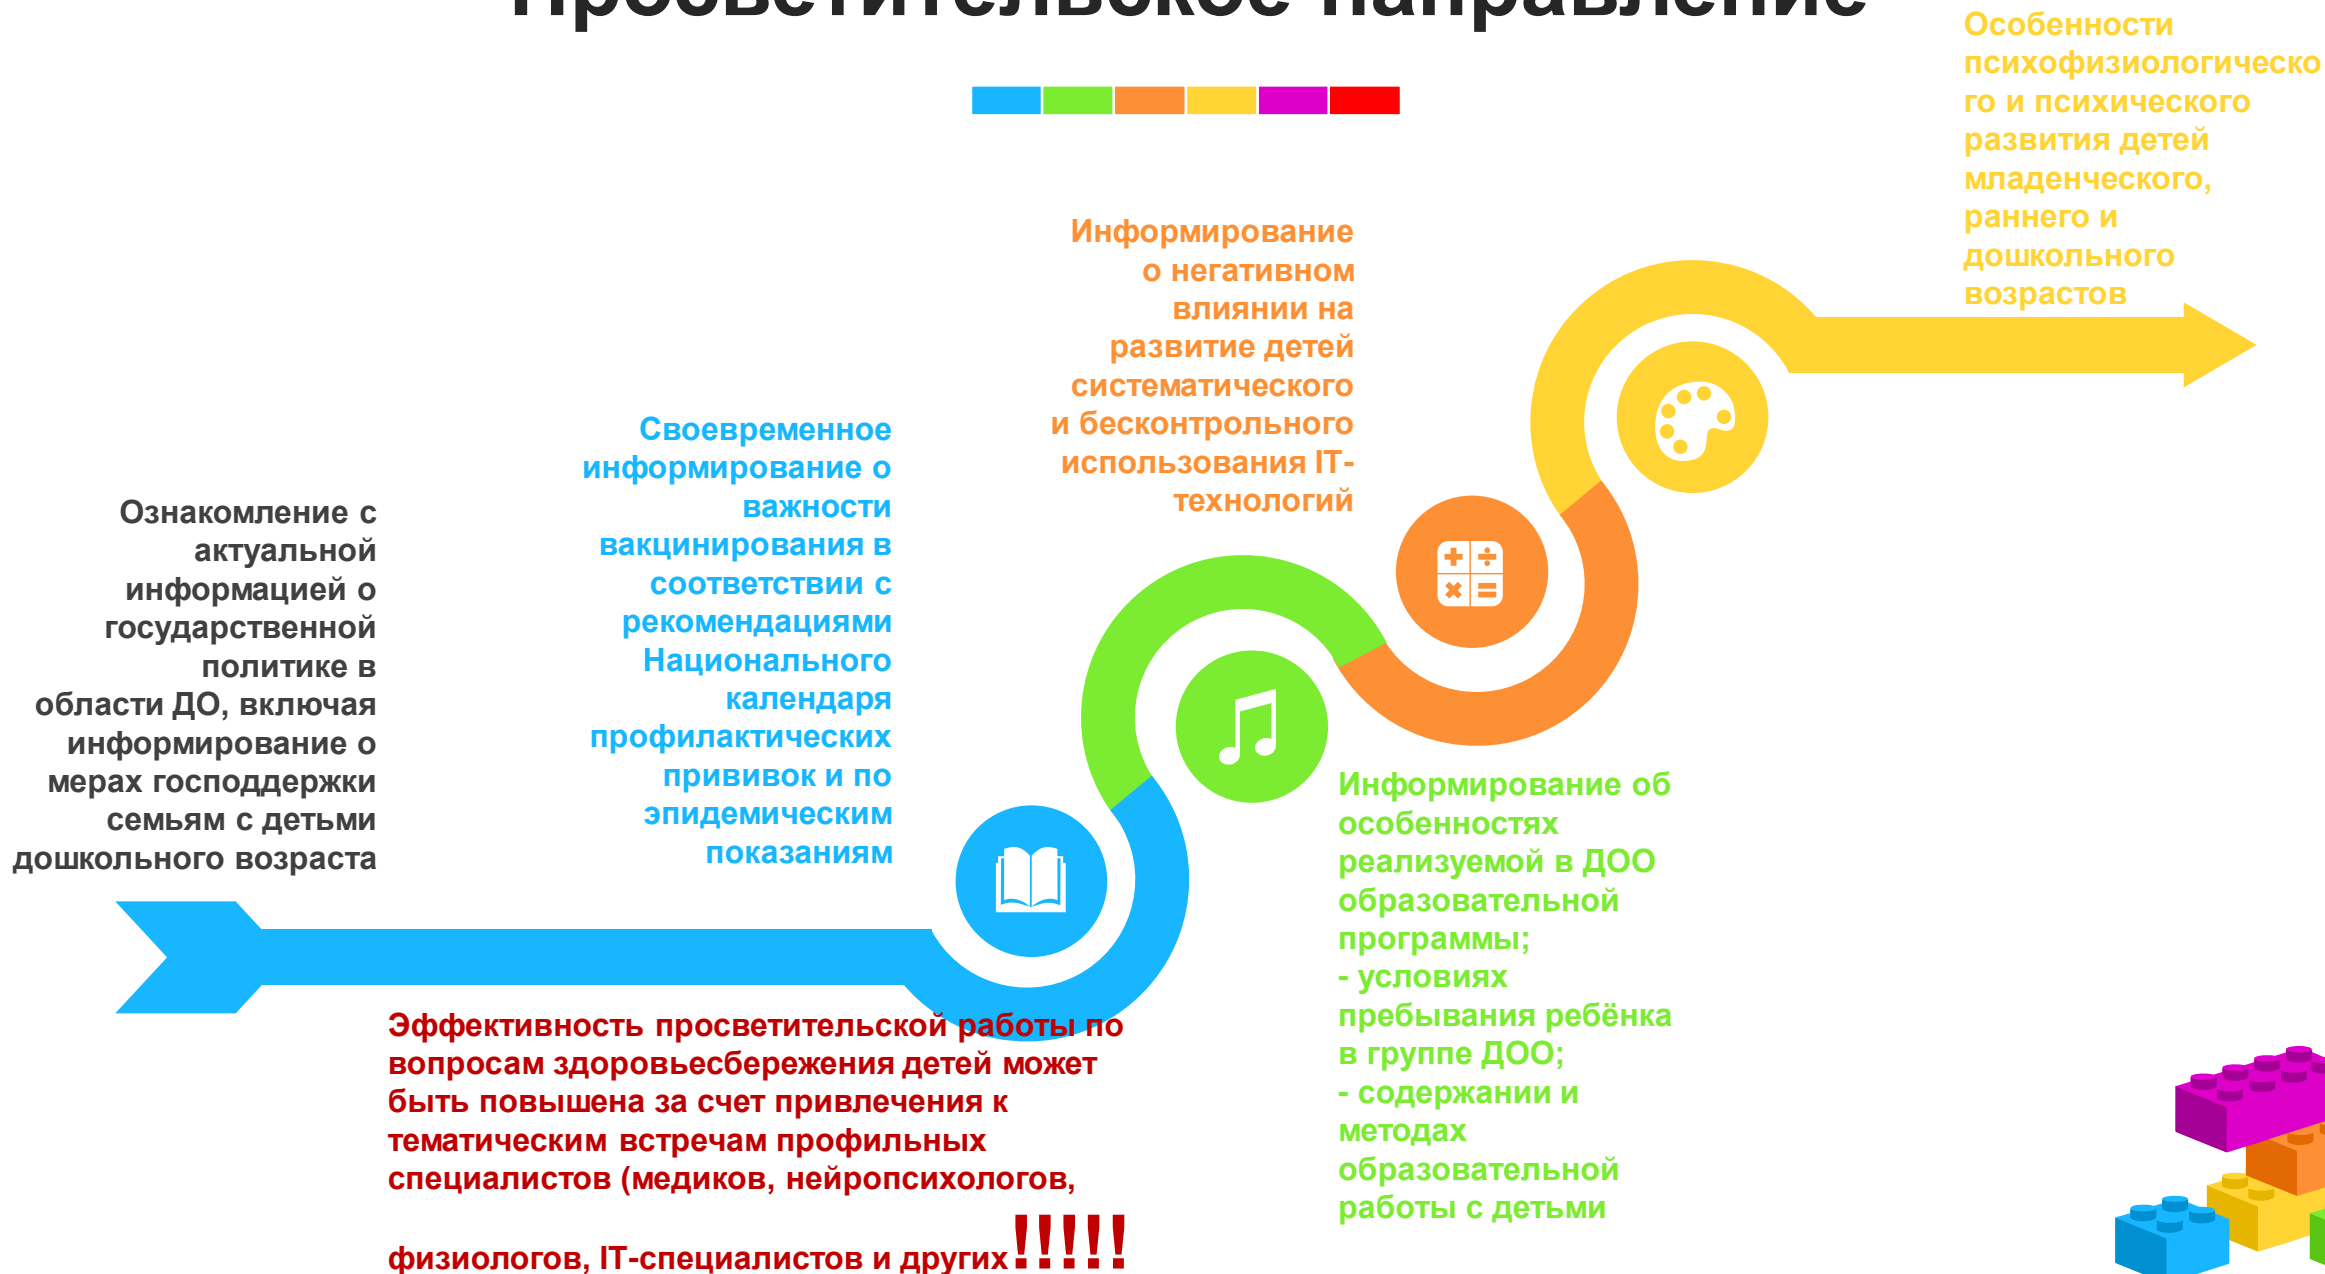 Просветительское направление
Особенности
психофизиологическо
го и психического
развития детей
младенческого,
раннего и
дошкольного
возрастов
Информирование
о негативном
влиянии на
развитие детей
систематического
и бесконтрольного
использования IT-
технологий
Своевременное
информирование о
важности
вакцинирования в
соответствии с
рекомендациями
Национального
календаря
профилактических
прививок и по
эпидемическим
показаниям
Ознакомление с
актуальной
информацией о
государственной
политике в
области ДО, включая
информирование о
мерах господдержки
семьям с детьми
дошкольного возраста
Информирование об
особенностях
реализуемой в ДОО
образовательной
программы;
- условиях
пребывания ребёнка
в группе ДОО;
- содержании и
методах
образовательной
работы с детьми
Эффективность просветительской работы по
вопросам здоровьесбережения детей может
быть повышена за счет привлечения к
тематическим встречам профильных
специалистов (медиков, нейропсихологов,
физиологов, IT-специалистов и других!!!!!